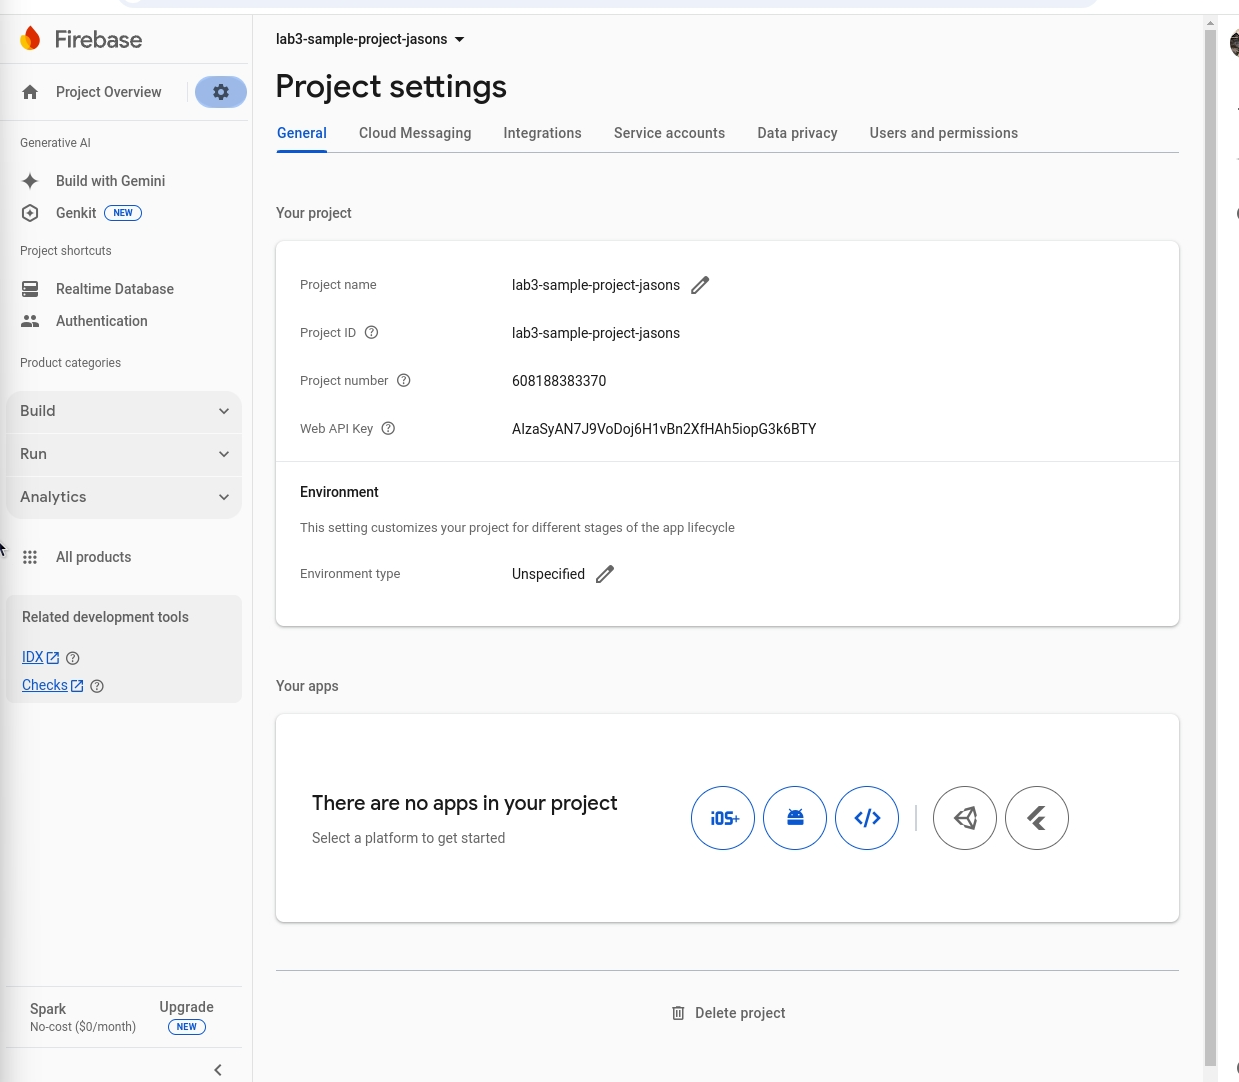 Firebase
lab3-sample-project-jasons
Project Overview
Project settings
General Cloud Messaging Integrations Service accounts Data privacy Users and permissions
Generative AI
Build with Gemini
Genkit NEW
Project shortcuts
Realtime Database
Authentication
Product categories
Build
Run
Analytics
All products
Related development tools
IDX
Checks
Spark
No-cost ($0/month)
Upgrade
NEW
Your project
Project name lab3-sample-project-jasons
Project ID lab3-sample-project-jasons
Project number 608188383370
Web API Key AIzaSyAN7J9VoDoj6H1vBn2XfHAh5iopG3k6BTY
Environment
This setting customizes your project for different stages of the app lifecycle
Environment type Unspecified
Your apps
There are no apps in your project
Select a platform to get started
iOS+
Delete project